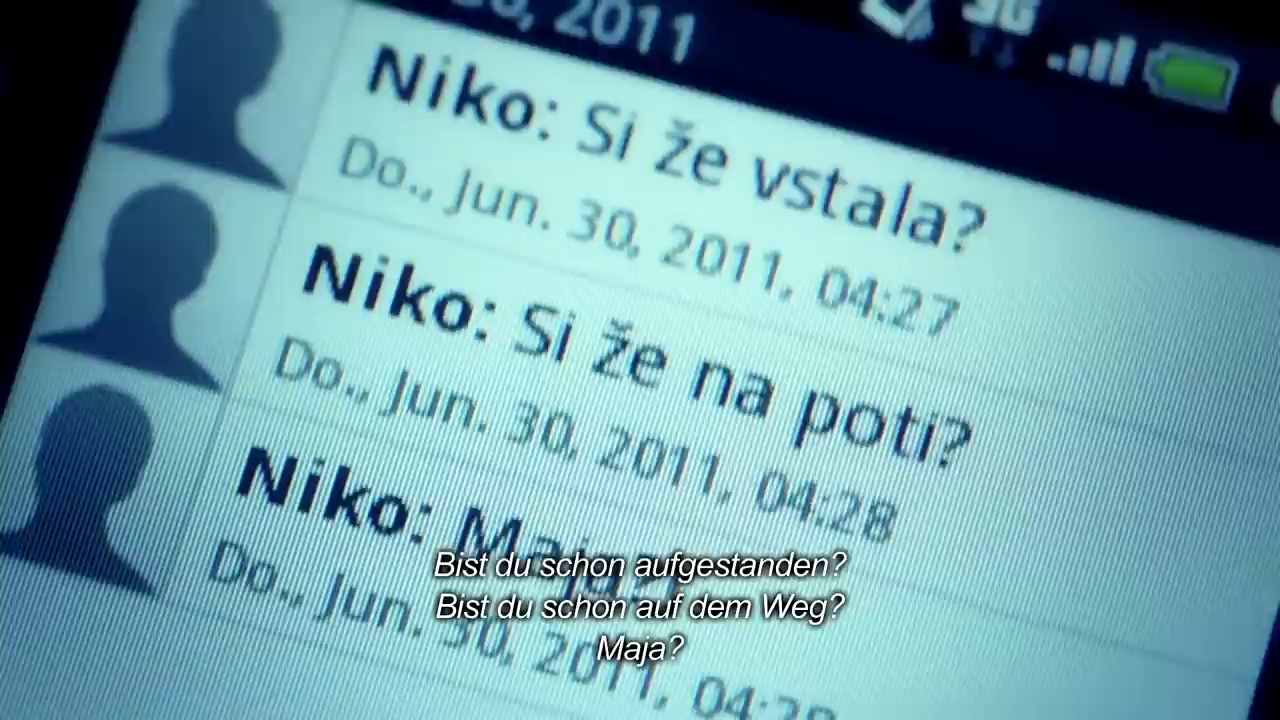 2011
3G
Niko: Si že vstala?
Do., Jun. 30, 2011, 04:27
Niko: Si že na poti?
Do., Jun. 30, 2011, 04:28
Niko: Maja?!
Do., Jun. 30, 2011,
Bist du schon aufgestanden?
Bist du schon auf dem Weg?
Maja?